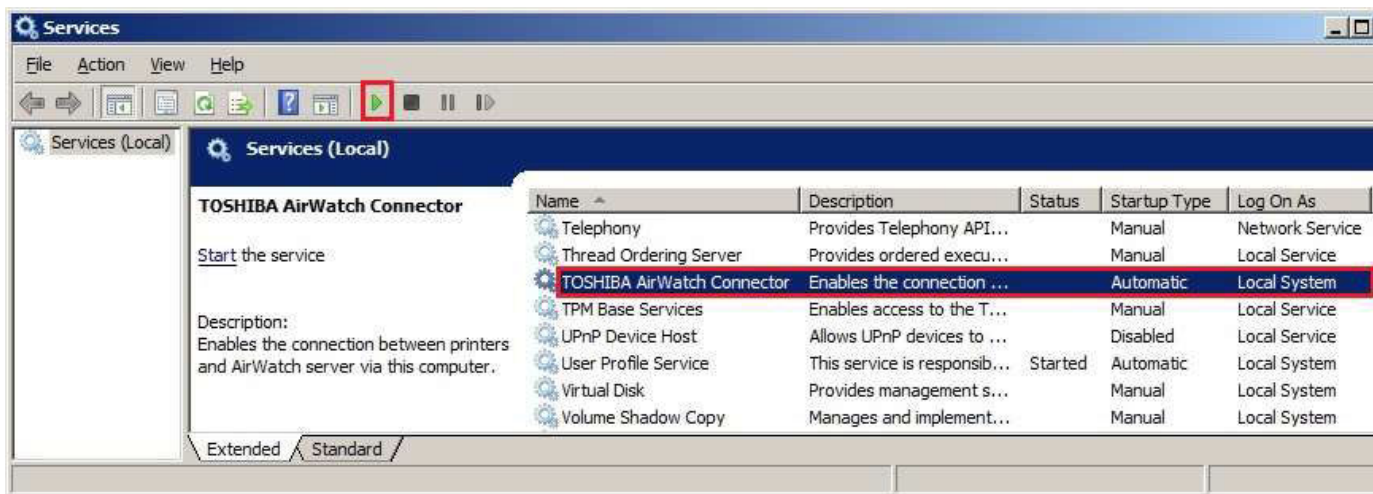 Services
File Action View Help
Services (Local)
Services (Local)
TOSHIBA AirWatch Connector
Start the service
Description:
Enables the connection between printers
and AirWatch server via this computer.
Name Description Status Startup Type Log On As
Telephony Provides Telephony API... Manual Network Service
Thread Ordering Server Provides ordered execu... Manual Local Service
TOSHIBA AirWatch Connector Enables the connection ... Automatic Local System
TPM Base Services Enables access to the T... Manual Local Service
UPnP Device Host Allows UPnP devices to ... Disabled Local Service
User Profile Service This service is responsib... Started Automatic Local System
Virtual Disk Provides management s... Manual Local System
Volume Shadow Copy Manages and implement... Manual Local System
Extended Standard